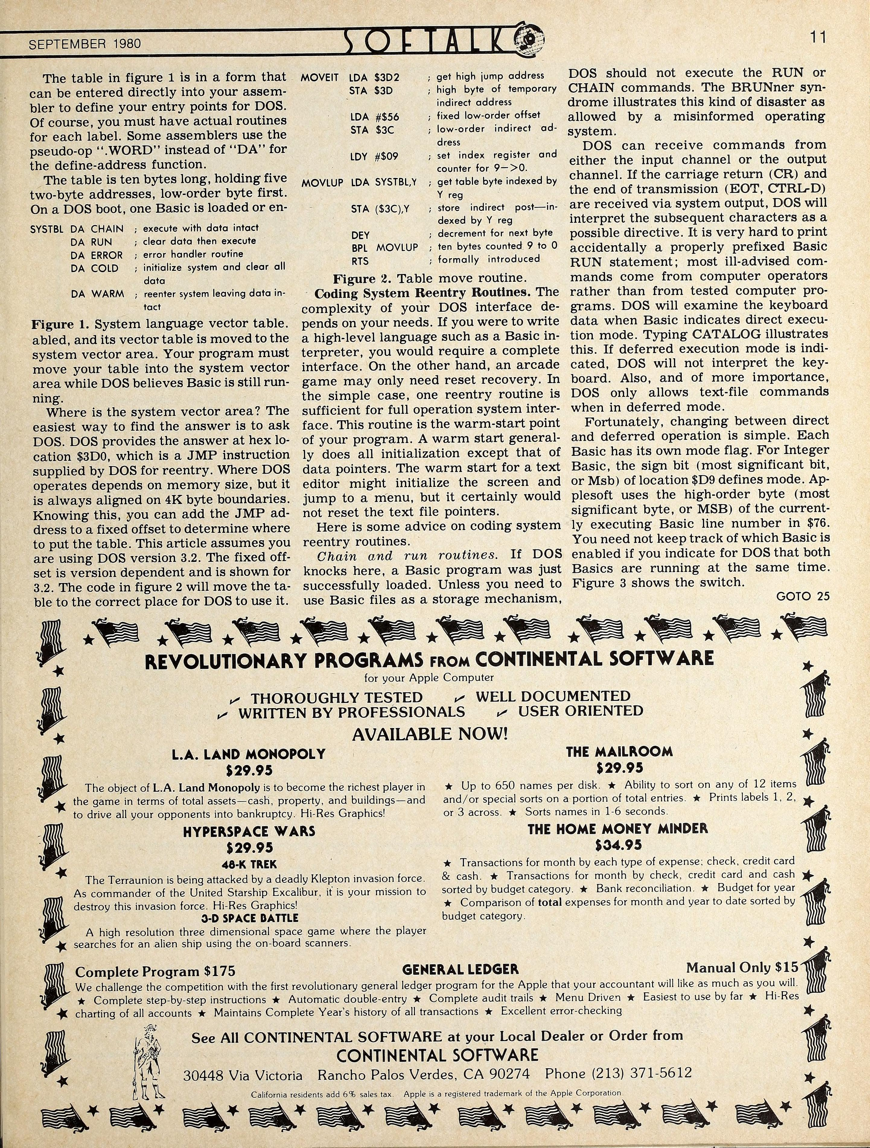 SEPTEMBER 1980
SOFTALK
11
The table in figure 1 is in a form that
can be entered directly into your assem-
bler to define your entry points for DOS.
Of course, you must have actual routines
for each label. Some assemblers use the
pseudo-op ".WORD" instead of "DA" for
the define-address function.
The table is ten bytes long, holding five
two-byte addresses, low-order byte first.
On a DOS boot, one Basic is loaded or en-
SYSTBL DA CHAIN ; execute with data intact
DA RUN ; clear data then execute
DA ERROR ; error handler routine
DA COLD ; initialize system and clear all
data
DA WARM ; reenter system leaving data in-
tact
Figure 1. System language vector table.
abled, and its vector table is moved to the
system vector area. Your program must
move your table into the system vector
area while DOS believes Basic is still run-
ning.
Where is the system vector area? The
easiest way to find the answer is to ask
DOS. DOS provides the answer at hex lo-
cation $3D0, which is a JMP instruction
supplied by DOS for reentry. Where DOS
operates depends on memory size, but it
is always aligned on 4K byte boundaries.
Knowing this, you can add the JMP ad-
dress to a fixed offset to determine where
to put the table. This article assumes you
are using DOS version 3.2. The fixed off-
set is version dependent and is shown for
3.2. The code in figure 2 will move the ta-
ble to the correct place for DOS to use it.
MOVEIT LDA $3D2 ; get high jump address
STA $3D ; high byte of temporary
indirect address
LDA #$56 ; fixed low-order offset
STA $3C ; low-order indirect ad-
dress
LDY #$09 ; set index register and
counter for 9->0.
MOVLUP LDA SYSTBL,Y ; get table byte indexed by
Y reg
STA ($3C),Y ; store indirect post—in-
dexed by Y reg
DEY ; decrement for next byte
BPL MOVLUP ; ten bytes counted 9 to 0
RTS ; formally introduced
Figure 2. Table move routine.
Coding System Reentry Routines. The
complexity of your DOS interface de-
pends on your needs. If you were to write
a high-level language such as a Basic in-
terpreter, you would require a complete
interface. On the other hand, an arcade
game may only need reset recovery. In
the simple case, one reentry routine is
sufficient for full operation system inter-
face. This routine is the warm-start point
of your program. A warm start general-
ly does all initialization except that of
data pointers. The warm start for a text
editor might initialize the screen and
jump to a menu, but it certainly would
not reset the text file pointers.
Here is some advice on coding system
reentry routines.
Chain and run routines. If DOS
knocks here, a Basic program was just
successfully loaded. Unless you need to
use Basic files as a storage mechanism,
DOS should not execute the RUN or
CHAIN commands. The BRUNner syn-
drome illustrates this kind of disaster as
allowed by a misinformed operating
system.
DOS can receive commands from
either the input channel or the output
channel. If the carriage return (CR) and
the end of transmission (EOT, CTRL-D)
are received via system output, DOS will
interpret the subsequent characters as a
possible directive. It is very hard to print
accidentally a properly prefixed Basic
RUN statement; most ill-advised com-
mands come from computer operators
rather than from tested computer pro-
grams. DOS will examine the keyboard
data when Basic indicates direct execu-
tion mode. Typing CATALOG illustrates
this. If deferred execution mode is indi-
cated, DOS will not interpret the key-
board. Also, and of more importance,
DOS only allows text-file commands
when in deferred mode.
Fortunately, changing between direct
and deferred operation is simple. Each
Basic has its own mode flag. For Integer
Basic, the sign bit (most significant bit,
or Msb) of location $D9 defines mode. Ap-
plesoft uses the high-order byte (most
significant byte, or MSB) of the current-
ly executing Basic line number in $76.
You need not keep track of which Basic is
enabled if you indicate for DOS that both
Basics are running at the same time.
Figure 3 shows the switch.
GOTO 25
REVOLUTIONARY PROGRAMS FROM CONTINENTAL SOFTWARE
for your Apple Computer
✓ THOROUGHLY TESTED ✓ WELL DOCUMENTED
✓ WRITTEN BY PROFESSIONALS ✓ USER ORIENTED
AVAILABLE NOW!
L.A. LAND MONOPOLY
$29.95
The object of L.A. Land Monopoly is to become the richest player in
the game in terms of total assets—cash, property, and buildings—and
to drive all your opponents into bankruptcy. Hi-Res Graphics!
HYPERSPACE WARS
$29.95
48-K TREK
The Terraunion is being attacked by a deadly Klepton invasion force.
As commander of the United Starship Excalibur, it is your mission to
destroy this invasion force. Hi-Res Graphics!
3-D SPACE BATTLE
A high resolution three dimensional space game where the player
searches for an alien ship using the on-board scanners.
THE MAILROOM
$29.95
★ Up to 650 names per disk. ★ Ability to sort on any of 12 items
and/or special sorts on a portion of total entries. ★ Prints labels 1, 2,
or 3 across. ★ Sorts names in 1-6 seconds.
THE HOME MONEY MINDER
$34.95
★ Transactions for month by each type of expense; check, credit card
& cash. ★ Transactions for month by check, credit card and cash
sorted by budget category. ★ Bank reconciliation. ★ Budget for year
★ Comparison of total expenses for month and year to date sorted by
budget category.
Complete Program $175 GENERAL LEDGER Manual Only $15
We challenge the competition with the first revolutionary general ledger program for the Apple that your accountant will like as much as you will.
★ Complete step-by-step instructions ★ Automatic double-entry ★ Complete audit trails ★ Menu Driven ★ Easiest to use by far ★ Hi-Res
charting of all accounts ★ Maintains Complete Year's history of all transactions ★ Excellent error-checking
See All CONTINENTAL SOFTWARE at your Local Dealer or Order from
CONTINENTAL SOFTWARE
30448 Via Victoria Rancho Palos Verdes, CA 90274 Phone (213) 371-5612
California residents add 6% sales tax. Apple is a registered trademark of the Apple Corporation